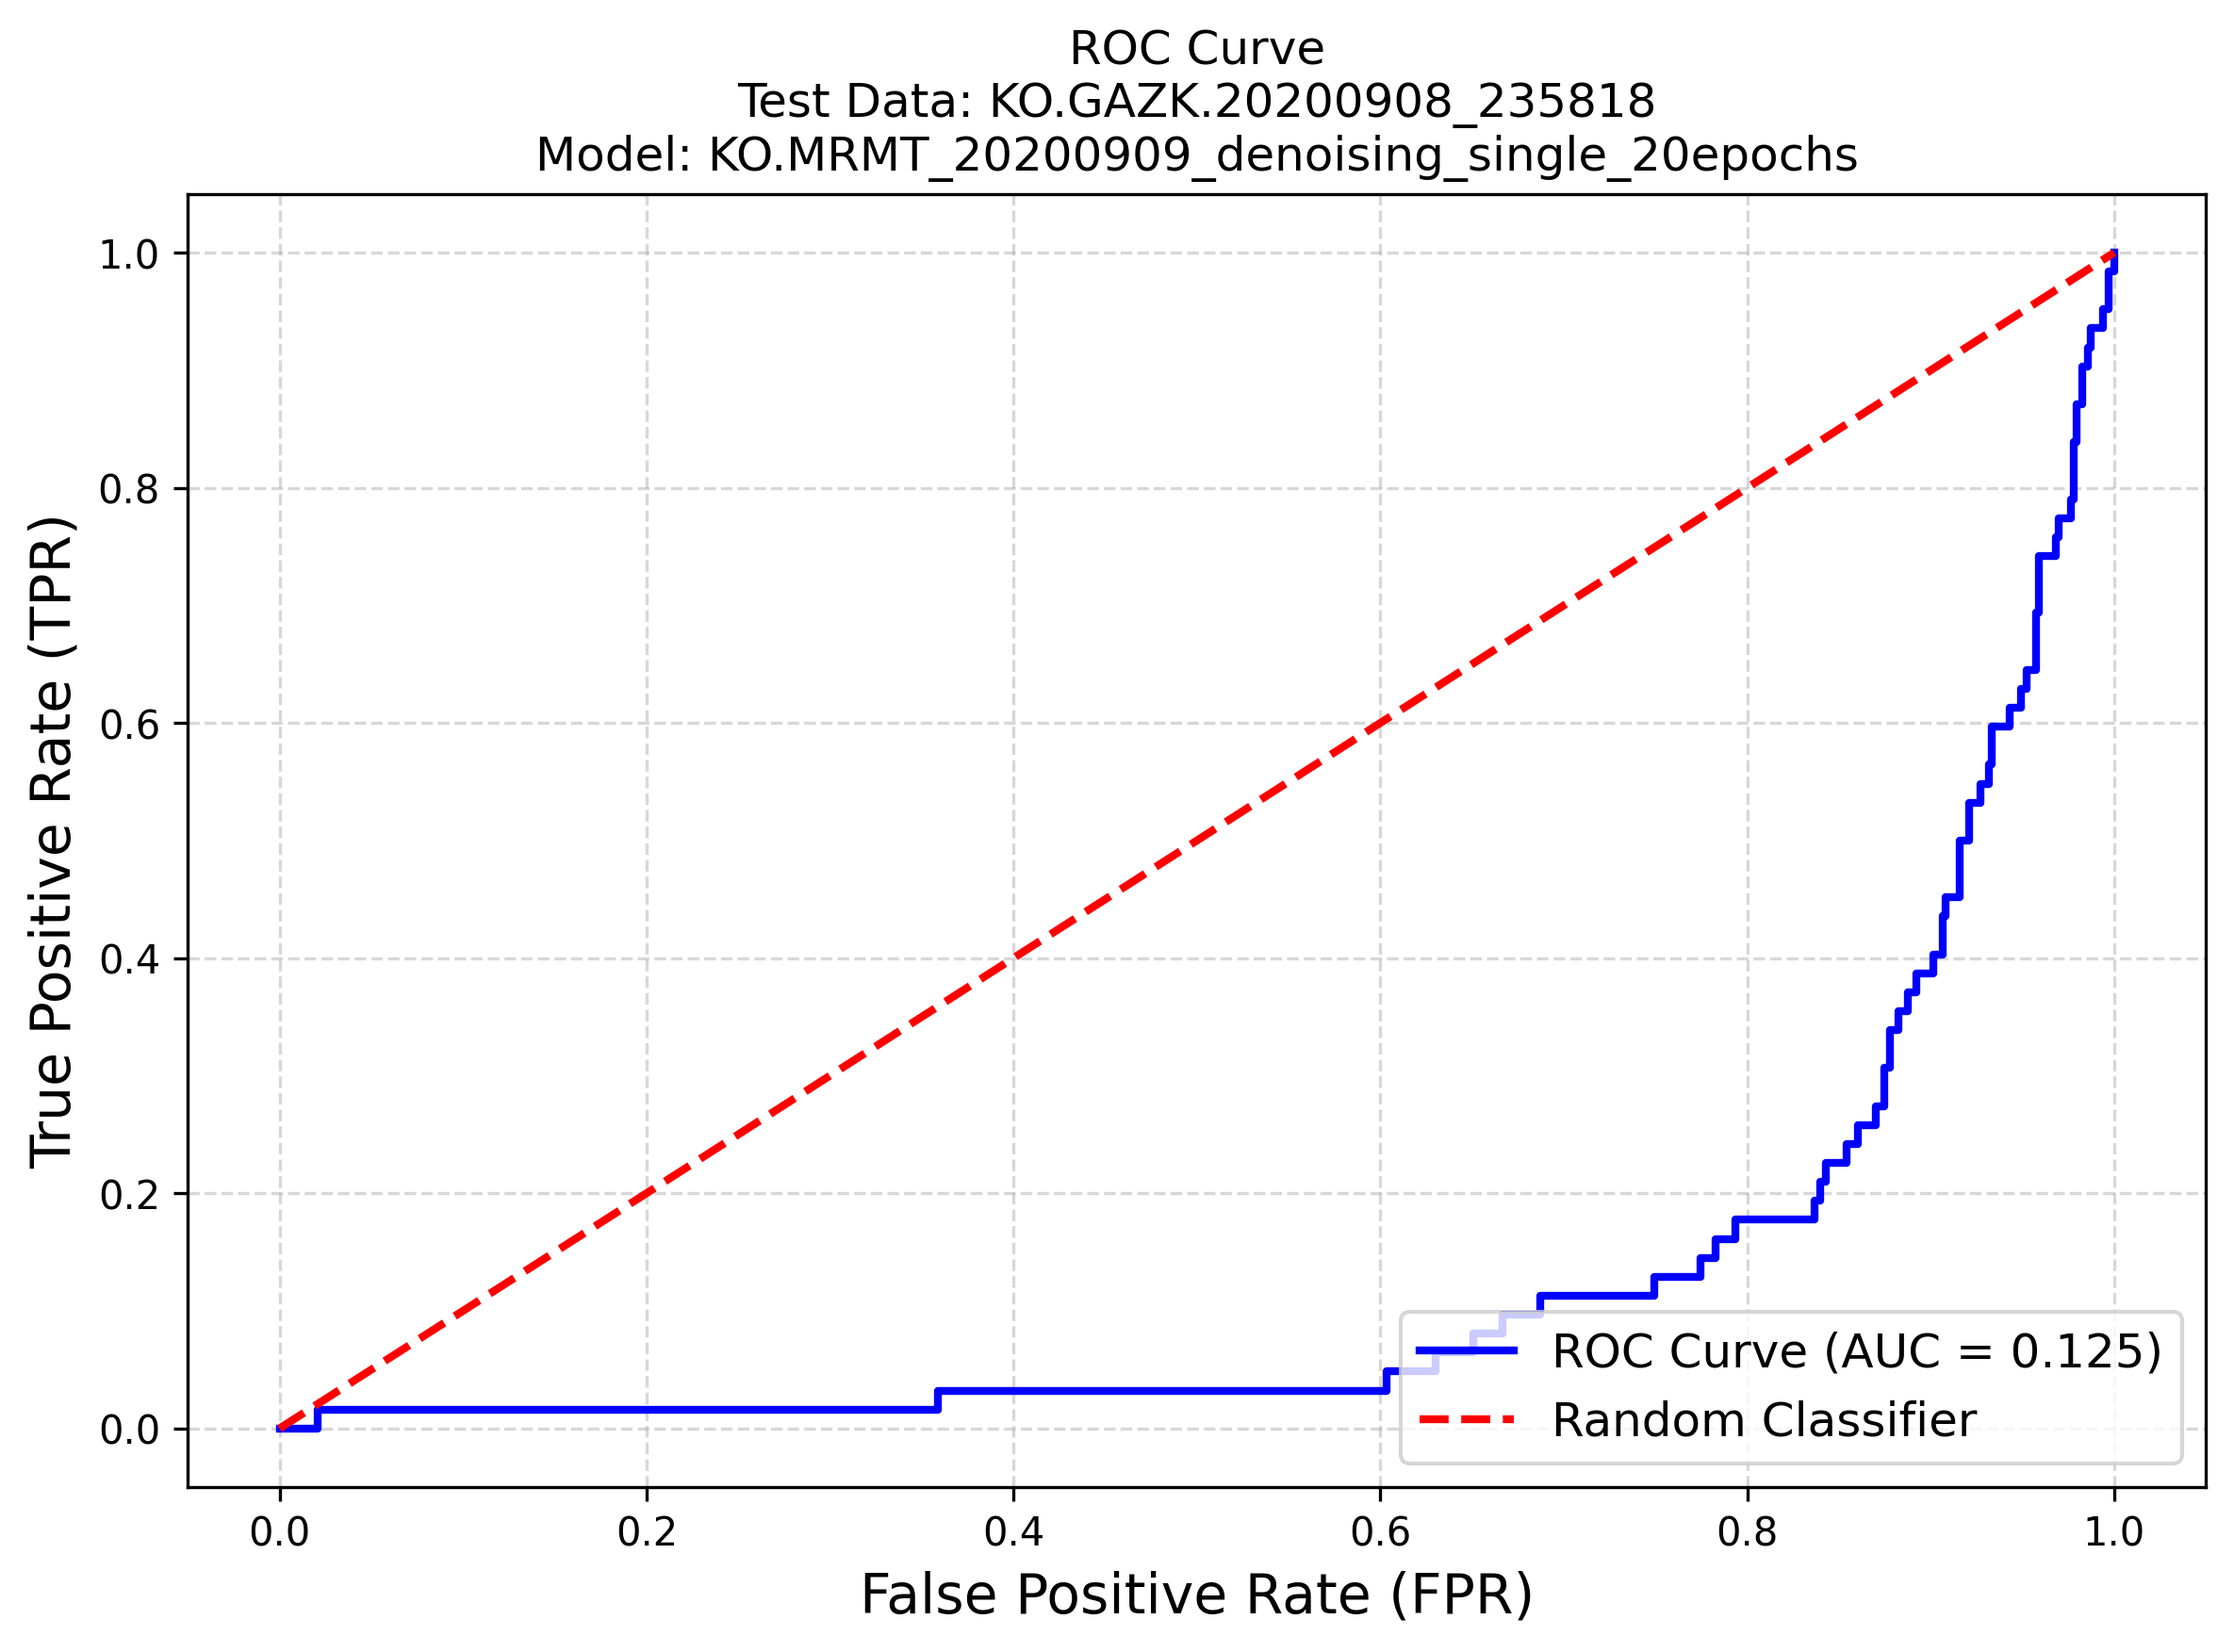 ROC Curve
Test Data: KO.GAZK.20200908_235818
Model: KO.MRMT_20200909_denoising_single_20epochs
1.0
0.8
0.6
0.4
0.2
0.0
True Positive Rate (TPR)
ROC Curve (AUC = 0.125)
Random Classifier
0.0 0.2 0.4 0.6 0.8 1.0
False Positive Rate (FPR)